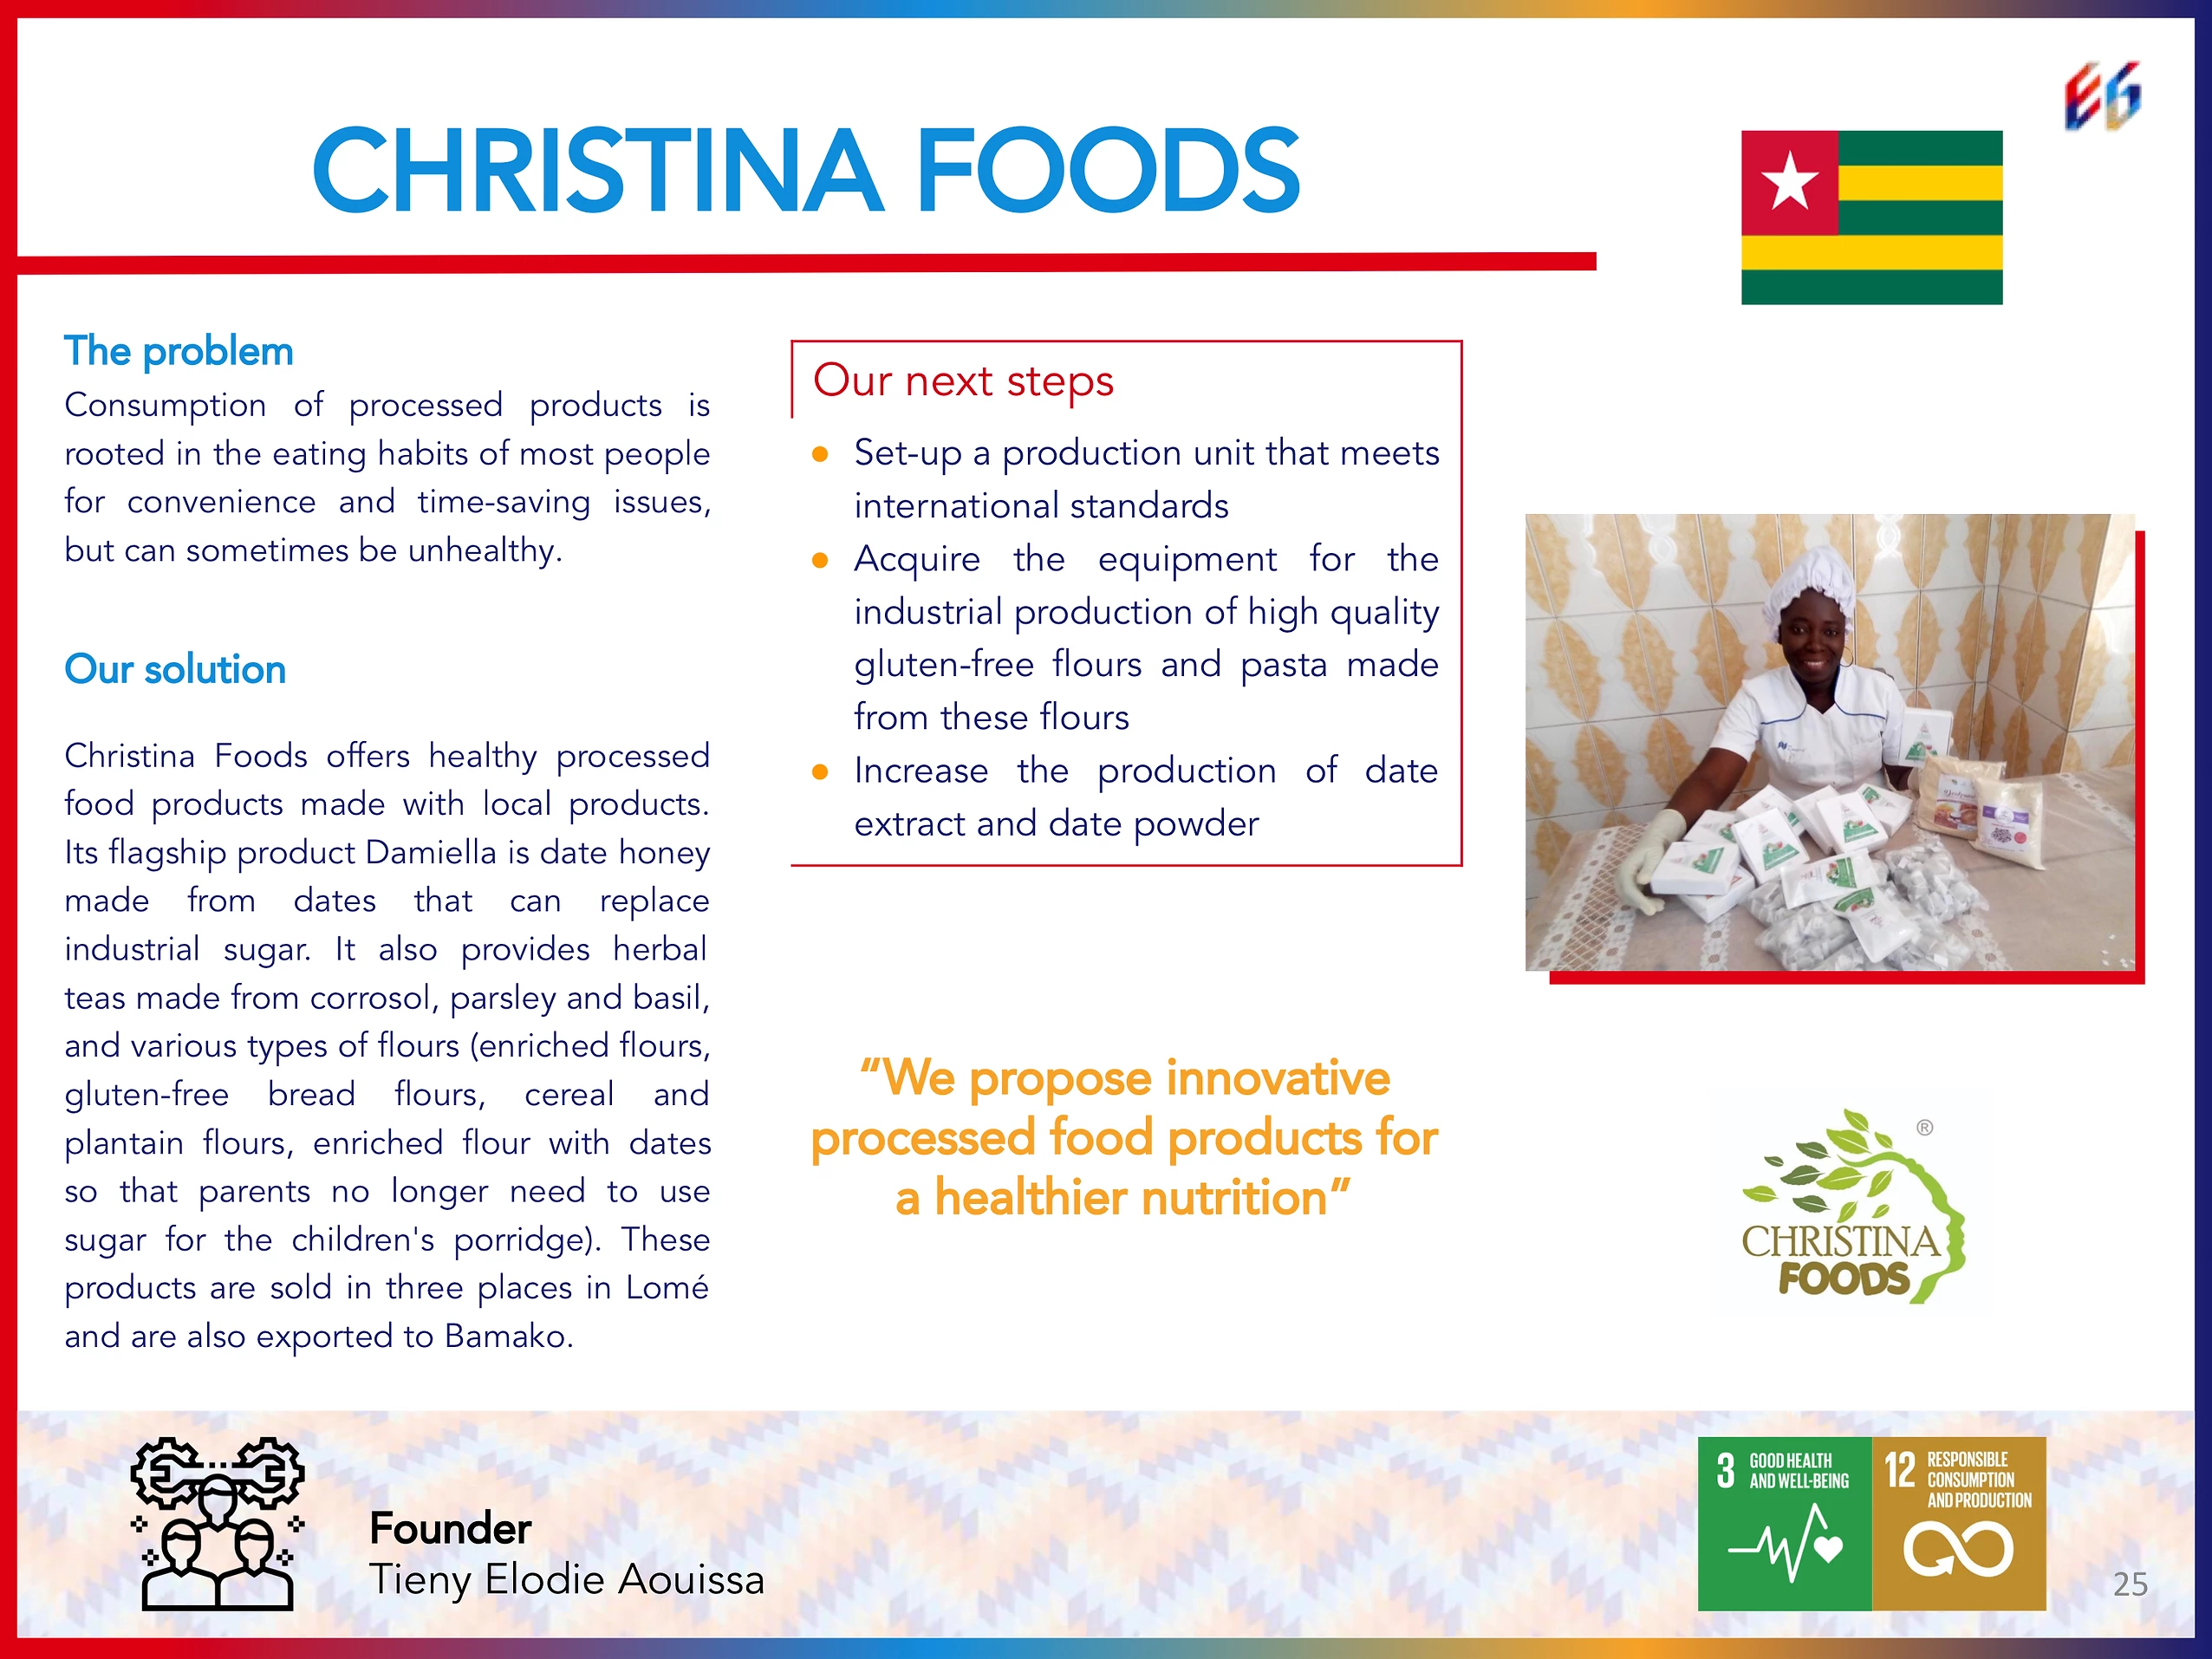 EG
CHRISTINA FOODS
The problem
Consumption of processed products is
rooted in the eating habits of most people
for convenience and time-saving issues,
but can sometimes be unhealthy.
Our solution
Christina Foods offers healthy processed
food products made with local products.
Its flagship product Damiella is date honey
made from dates that can replace
industrial sugar. It also provides herbal
teas made from corrosol, parsley and basil,
and various types of flours (enriched flours,
gluten-free bread flours, cereal and
plantain flours, enriched flour with dates
so that parents no longer need to use
sugar for the children's porridge). These
products are sold in three places in Lomé
and are also exported to Bamako.
Our next steps
● Set-up a production unit that meets
international standards
● Acquire the equipment for the
industrial production of high quality
gluten-free flours and pasta made
from these flours
● Increase the production of date
extract and date powder
“We propose innovative
processed food products for
a healthier nutrition”
®
CHRISTINA
FOODS
Founder
Tieny Elodie Aouissa
3 GOOD HEALTH
AND WELL-BEING
12 RESPONSIBLE
CONSUMPTION
AND PRODUCTION
25